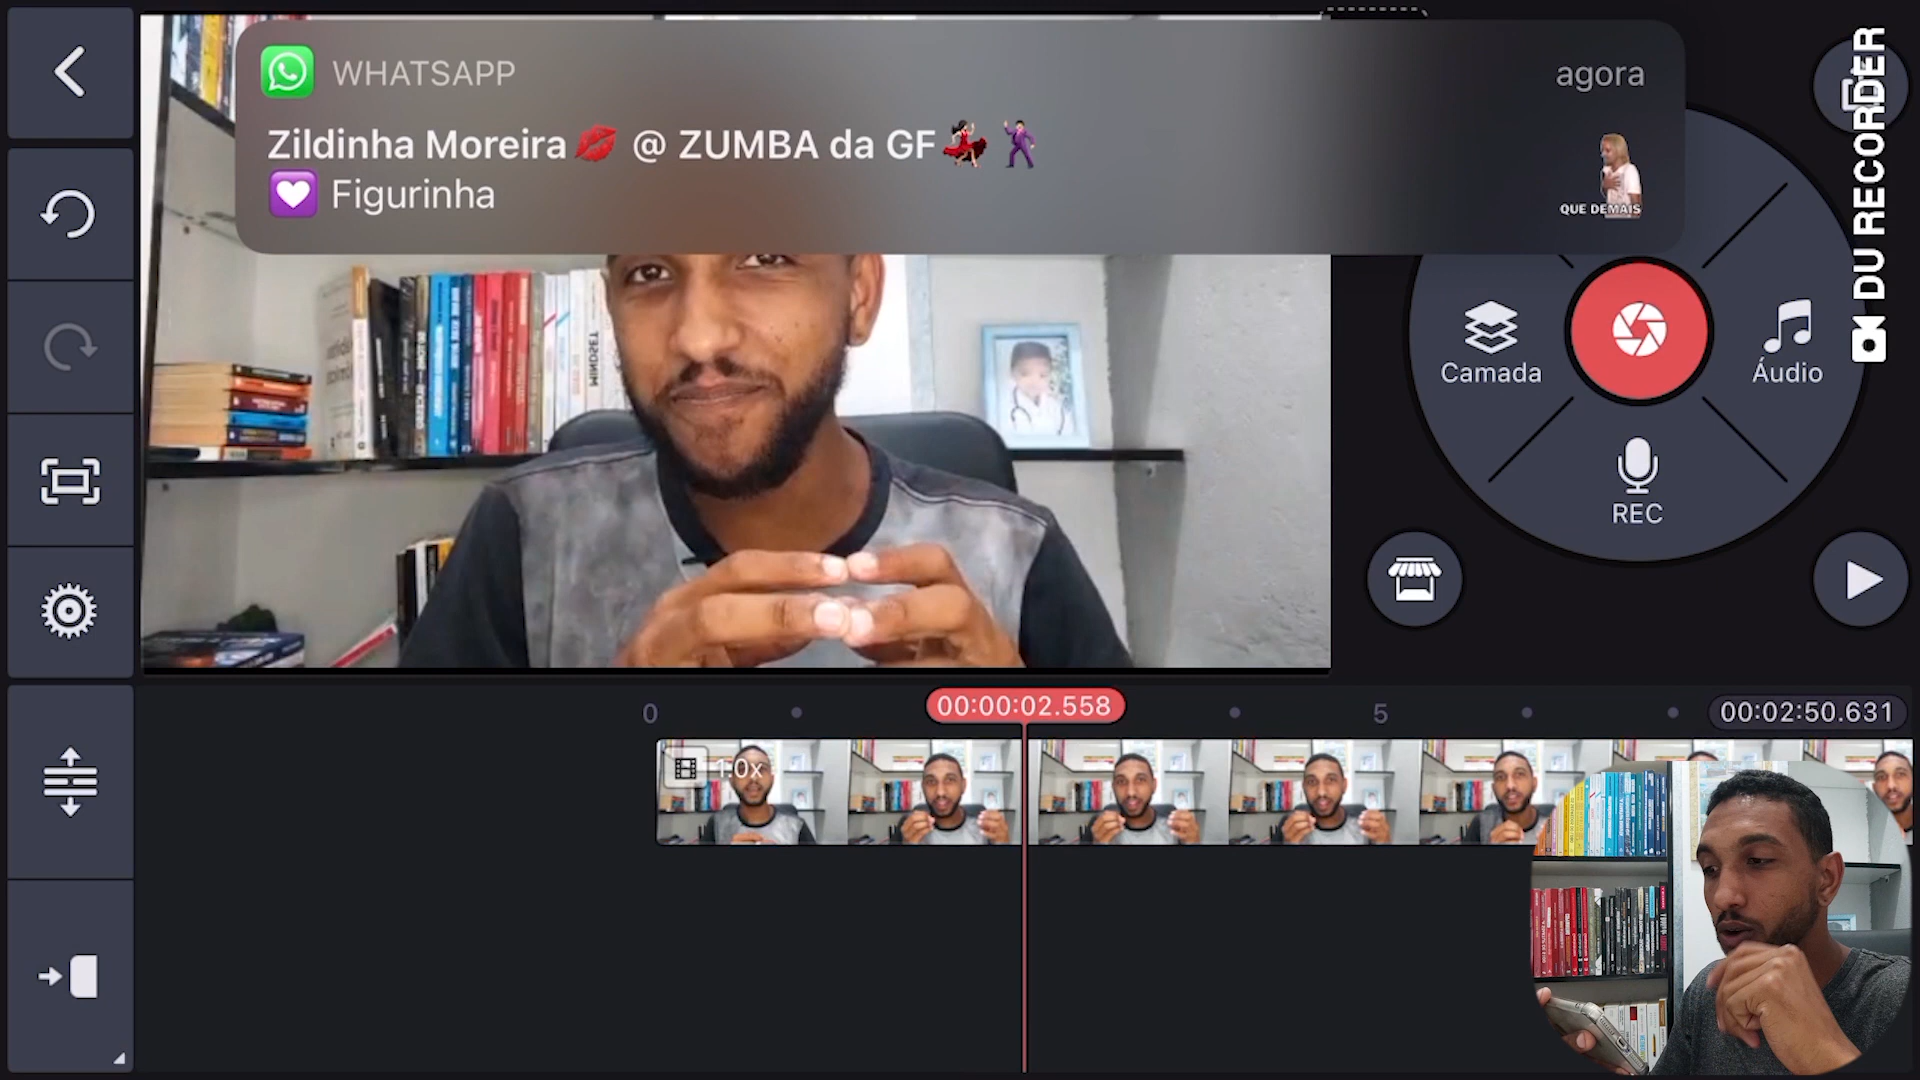 WHATSAPP
agora
Zildinha Moreira💋 @ ZUMBA da GF💃🕺
💟 Figurinha
QUE DEMAIS
DU RECORDER
Camada
Áudio
REC
MINDSET
0
00:00:02.558
5
00:02:50.631
1.0x